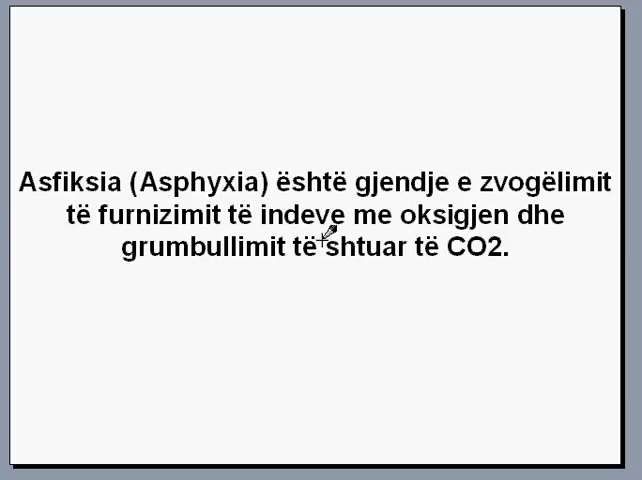 Asfiksia (Asphyxia) është gjendje e zvogëlimit
të furnizimit të indeve me oksigjen dhe
grumbullimit të shtuar të CO2.